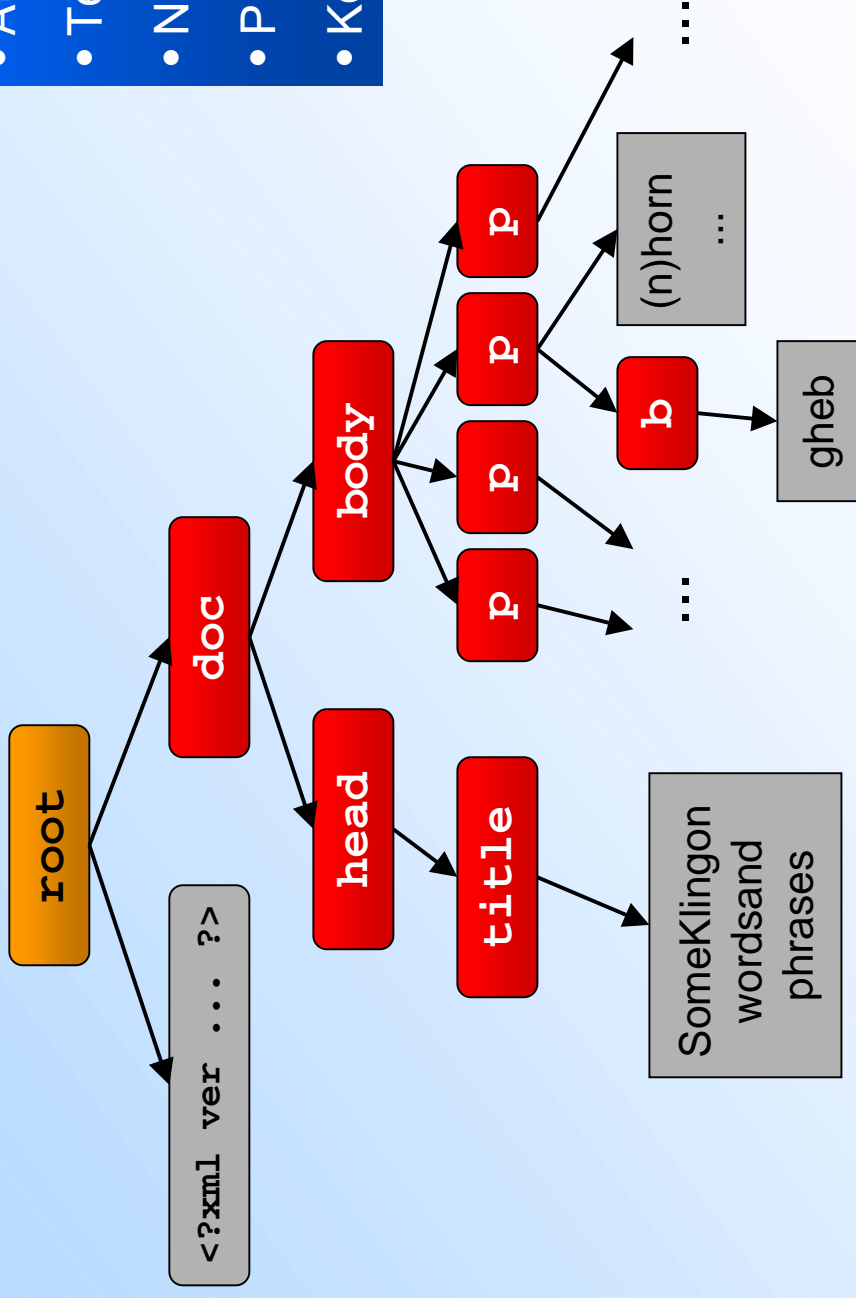 root
<?xml ver ... ?>
doc
head
body
title
p
p
p
p
b
SomeKlingon
wordsand
phrases
...
gheb
(n)horn
...
...